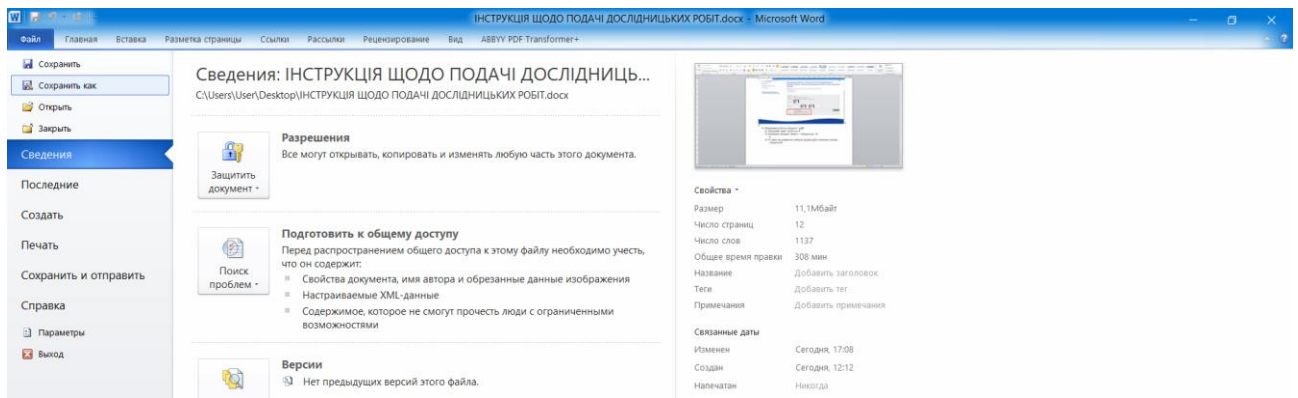 ІНСТРУКЦІЯ ЩОДО ПОДАЧІ ДОСЛІДНИЦЬКИХ РОБІТ.docx - Microsoft Word
Файл Главная Вставка Разметка страницы Ссылки Рассылки Рецензирование Вид ABBYY PDF Transformer+
Сохранить
Сохранить как
Открыть
Закрыть
Сведения
Последние
Создать
Печать
Сохранить и отправить
Справка
Параметры
Выход
Сведения: ІНСТРУКЦІЯ ЩОДО ПОДАЧІ ДОСЛІДНИЦЬ...
C:\Users\User\Desktop\ІНСТРУКЦІЯ ЩОДО ПОДАЧІ ДОСЛІДНИЦЬКИХ РОБІТ.docx
Защитить
документ
Разрешения
Все могут открывать, копировать и изменять любую часть этого документа.
Поиск
проблем
Подготовить к общему доступу
Перед распространением общего доступа к этому файлу необходимо учесть,
что он содержит:
Свойства документа, имя автора и обрезанные данные изображения
Настраиваемые XML-данные
Содержимое, которое не смогут прочесть люди с ограниченными
возможностями
Версии
Нет предыдущих версий этого файла.
Свойства
Размер 11,1Мбайт
Число страниц 12
Число слов 1137
Общее время правки 308 мин
Название Добавить заголовок
Теги Добавить тег
Примечания Добавить примечания
Связанные даты
Изменен Сегодня, 17:08
Создан Сегодня, 12:12
Напечатан Никогда